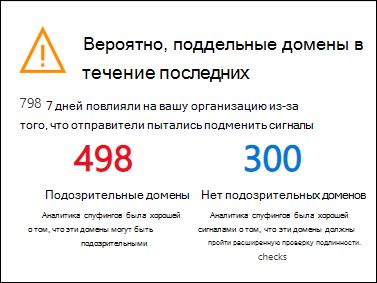 Вероятно, поддельные домены в
течение последних
798 7 дней повлияли на вашу организацию из-за
того, что отправители пытались подменить сигналы
498 300
Подозрительные домены Нет подозрительных доменов
Аналитика спуфингов была хорошей
о том, что эти домены могут быть
подозрительными
Аналитика спуфингов была хорошей
сигналами о том, что эти домены должны
пройти расширенную проверку подлинности.
checks